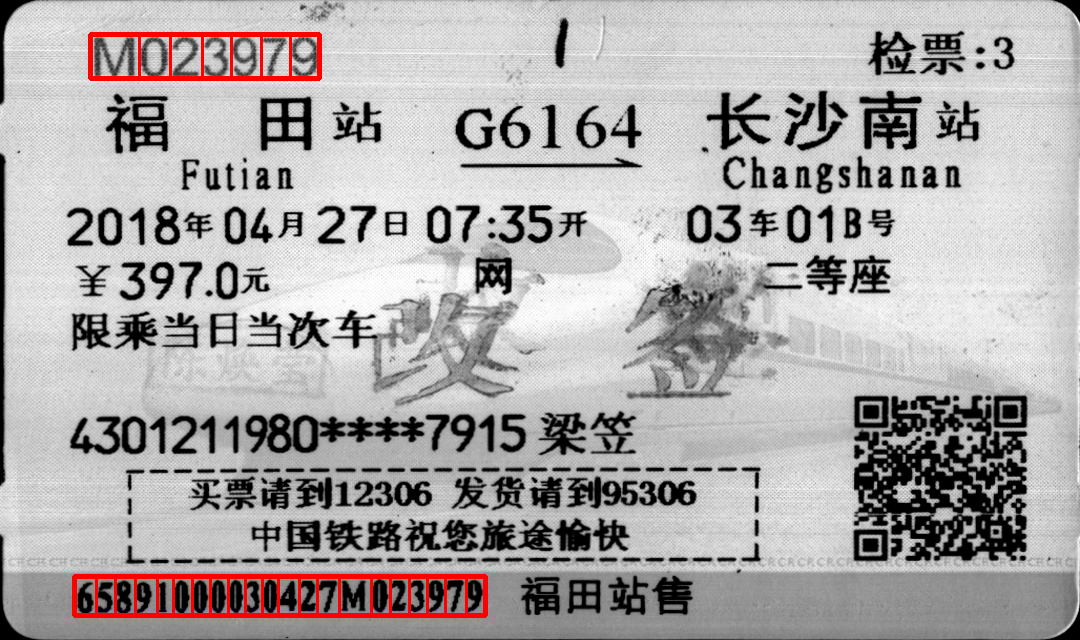 M023979 检票:3
福田站 G6164 长沙南站
Futian Changshanan
2018年04月27日07:35开 03车01B号
￥397.0元 网 二等座
限乘当日当次车
改签
4301211980****7915 梁笠
买票请到12306 发货请到95306
中国铁路祝您旅途愉快
65891000030427M023979 福田站售